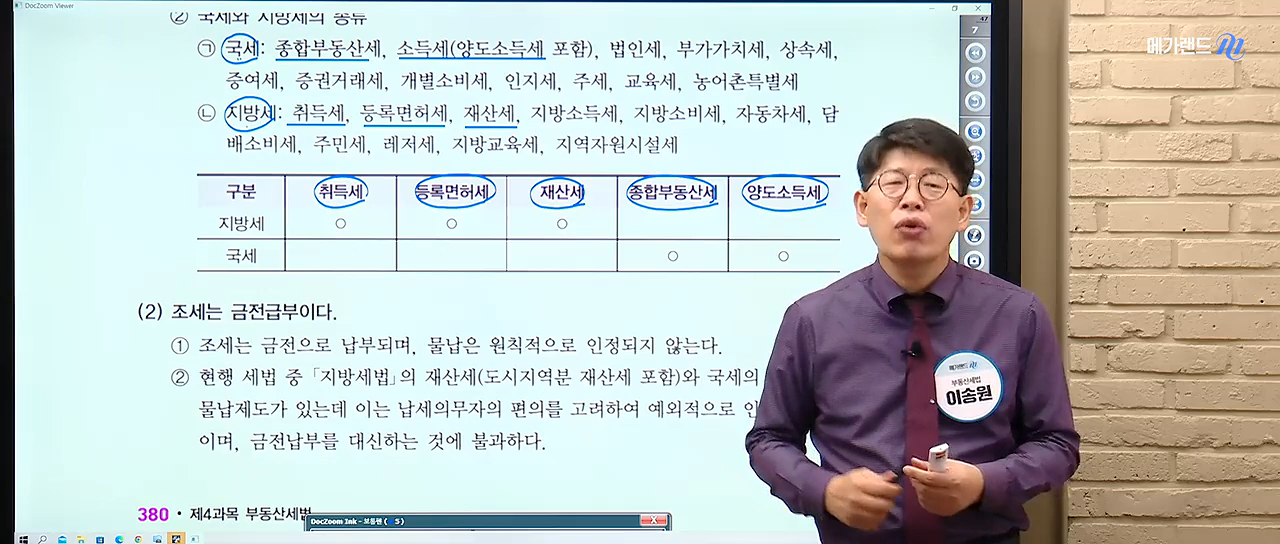 DocZoom Viewer
② 국세와 지방세의 종류
㉠ 국세: 종합부동산세, 소득세(양도소득세 포함), 법인세, 부가가치세, 상속세,
증여세, 증권거래세, 개별소비세, 인지세, 주세, 교육세, 농어촌특별세
㉡ 지방세: 취득세, 등록면허세, 재산세, 지방소득세, 지방소비세, 자동차세, 담
배소비세, 주민세, 레저세, 지방교육세, 지역자원시설세
구분 취득세 등록면허세 재산세 종합부동산세 양도소득세
지방세 ○ ○ ○
국세 ○ ○
(2) 조세는 금전급부이다.
① 조세는 금전으로 납부되며, 물납은 원칙적으로 인정되지 않는다.
② 현행 세법 중 「지방세법」의 재산세(도시지역분 재산세 포함)와 국세의
물납제도가 있는데 이는 납세의무자의 편의를 고려하여 예외적으로
이며, 금전납부를 대신하는 것에 불과하다.
380 • 제4과목 부동산세법
DocZoom Ink - 보통펜 ( 5)
47
7
메가랜드
메가랜드
부동산세법
이송원